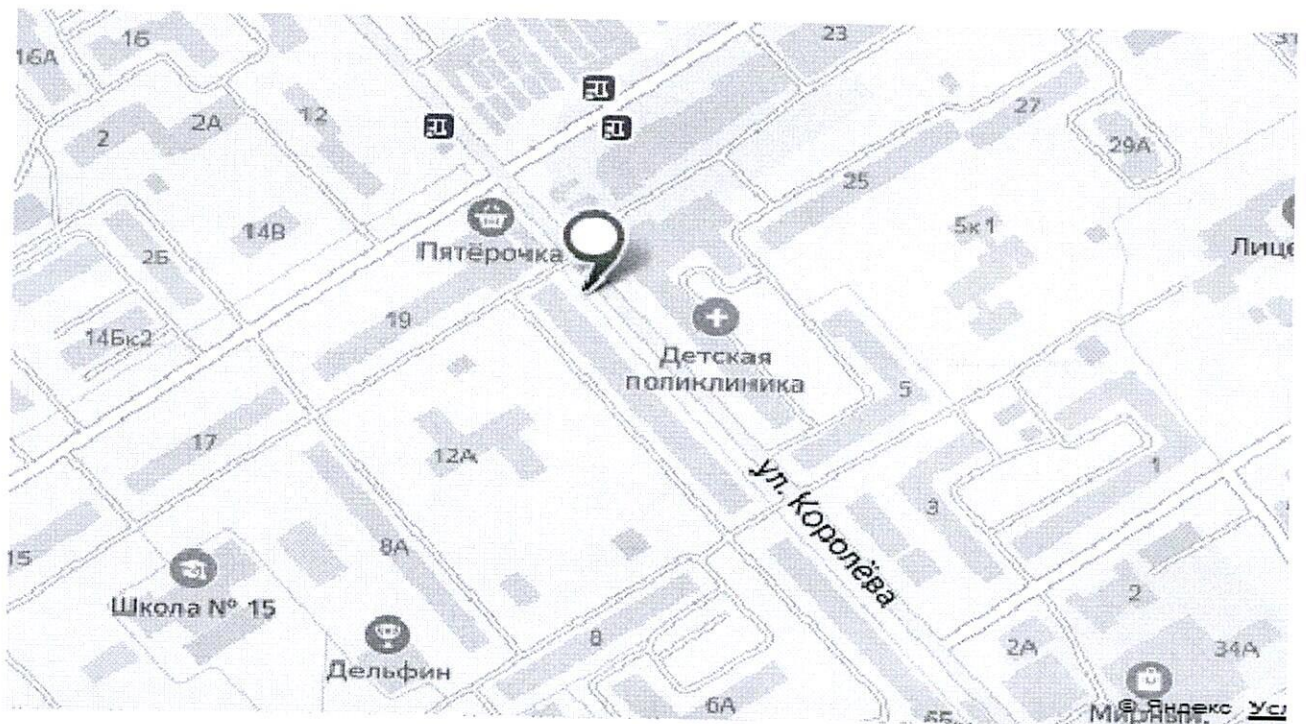 16
23
31
16А
12
2А
2
27
29А
25
5к1
14В
2Б
Пятёрочка
Лице
19
14Бк2
Детская
поликлиника
5
17
12А
1
ул. Королёва
3
8А
15
Школа № 15
2
8
Дельфин
2А
34А
6А
6Б
© Яндекс Усл